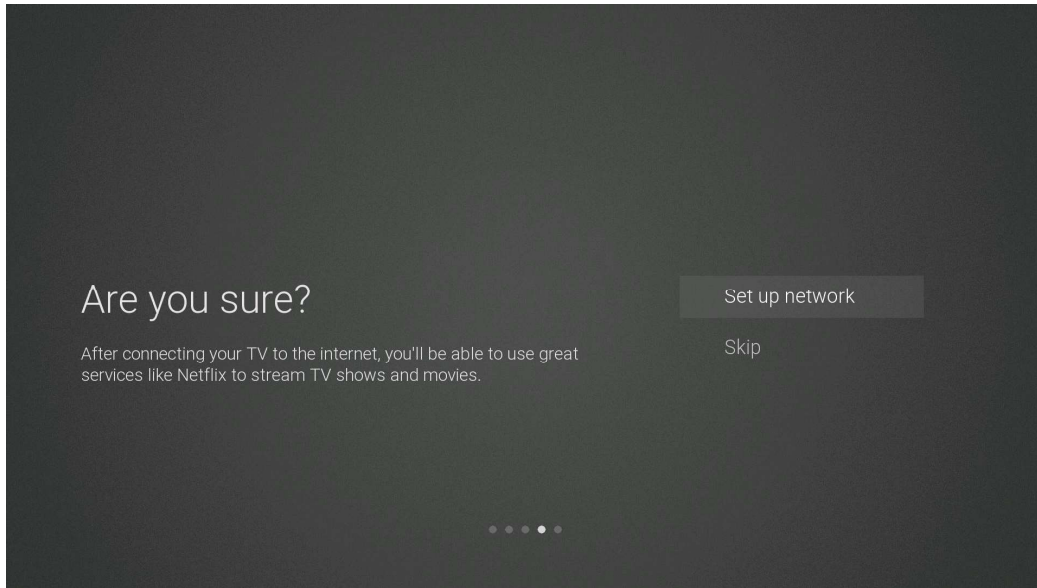 Are you sure?
After connecting your TV to the internet, you'll be able to use great
services like Netflix to stream TV shows and movies.
Set up network
Skip